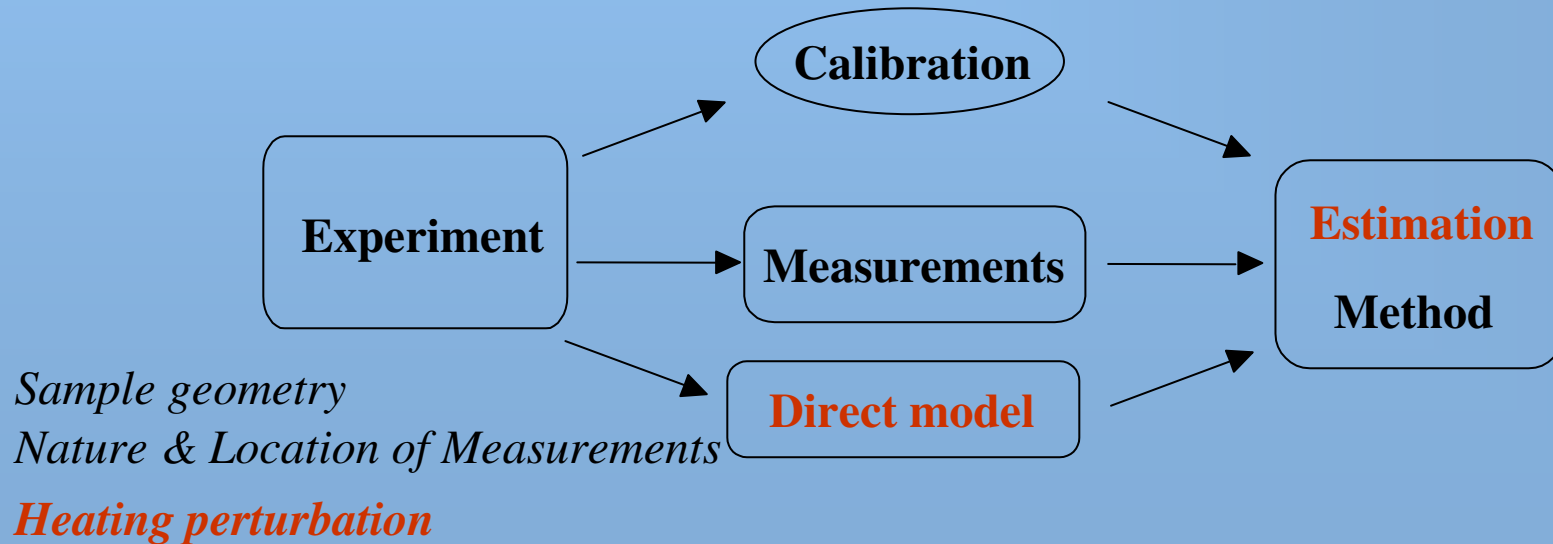 Calibration
Experiment
Measurements
Estimation
Method
Direct model
Sample geometry
Nature & Location of Measurements
Heating perturbation